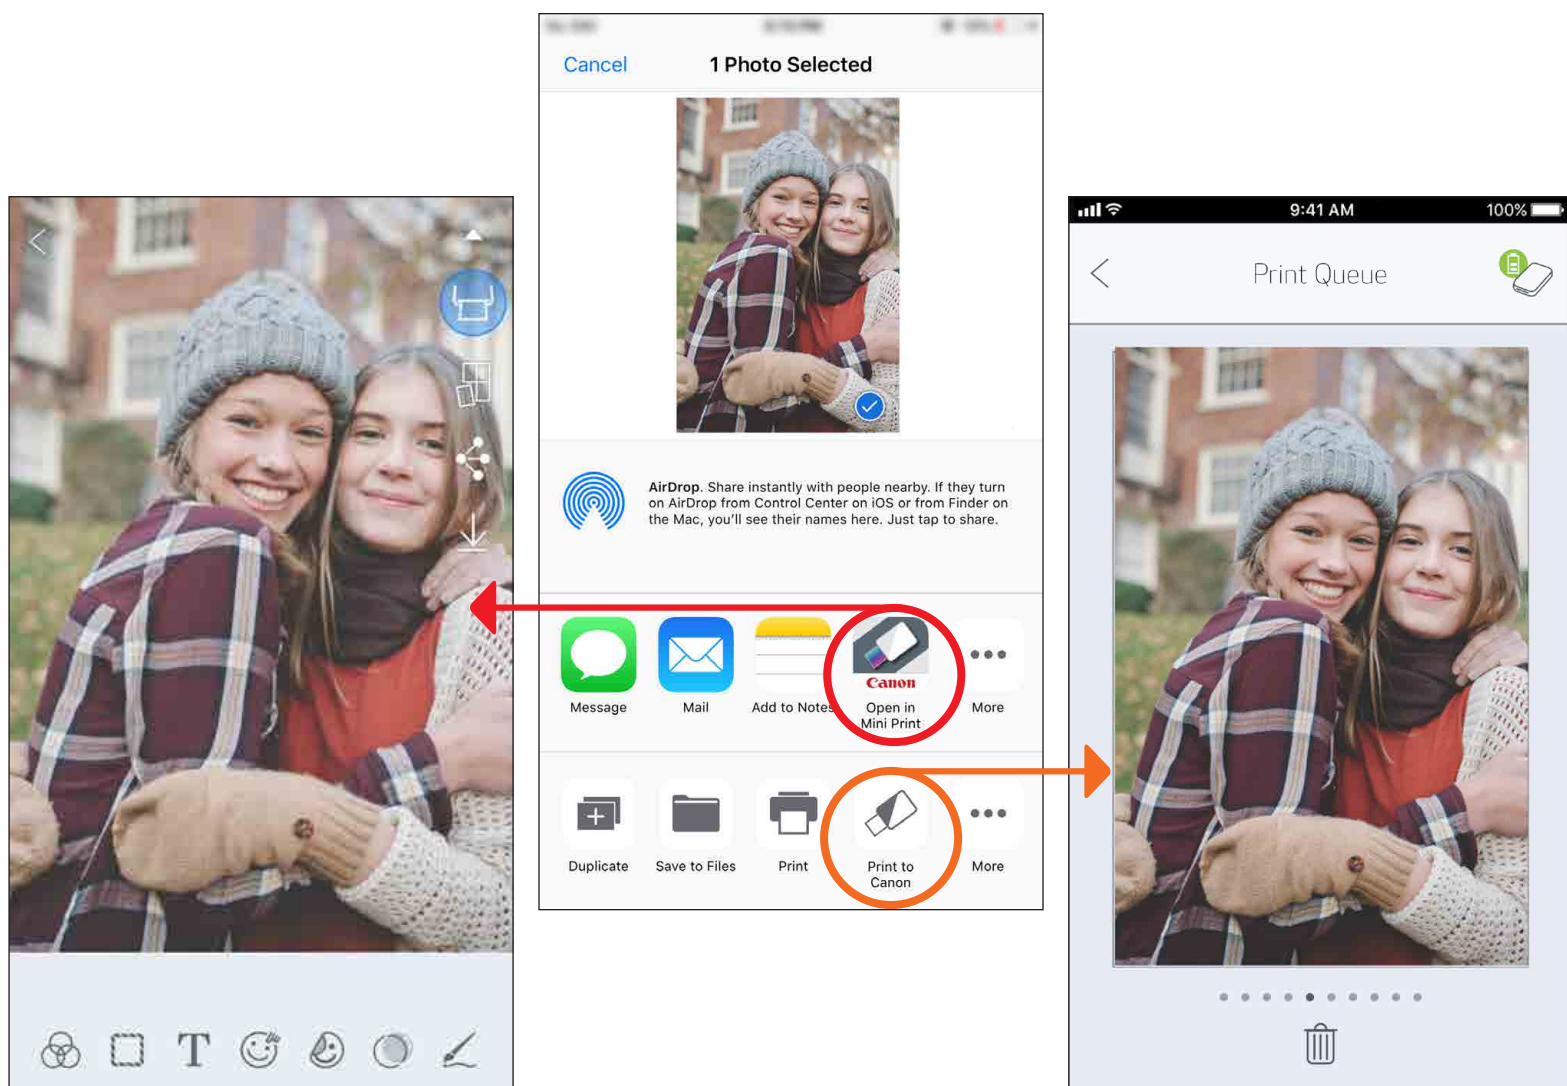 Cancel
1 Photo Selected
AirDrop. Share instantly with people nearby. If they turn
on AirDrop from Control Center on iOS or from Finder on
the Mac, you'll see their names here. Just tap to share.
Canon
Message
Mail
Add to Notes
Open in
Mini Print
More
Duplicate
Save to Files
Print
Print to
Canon
More
T
9:41 AM
100%
Print Queue